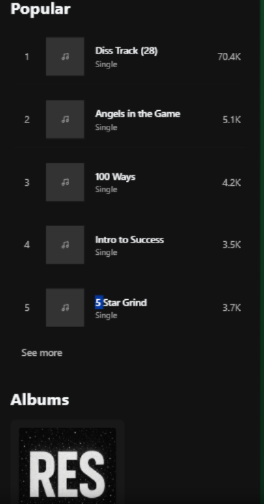 Popular
1
Diss Track (28)
Single
70.4K
2
Angels in the Game
Single
5.1K
3
100 Ways
Single
4.2K
4
Intro to Success
Single
3.5K
5
5 Star Grind
Single
3.7K
See more
Albums
RES